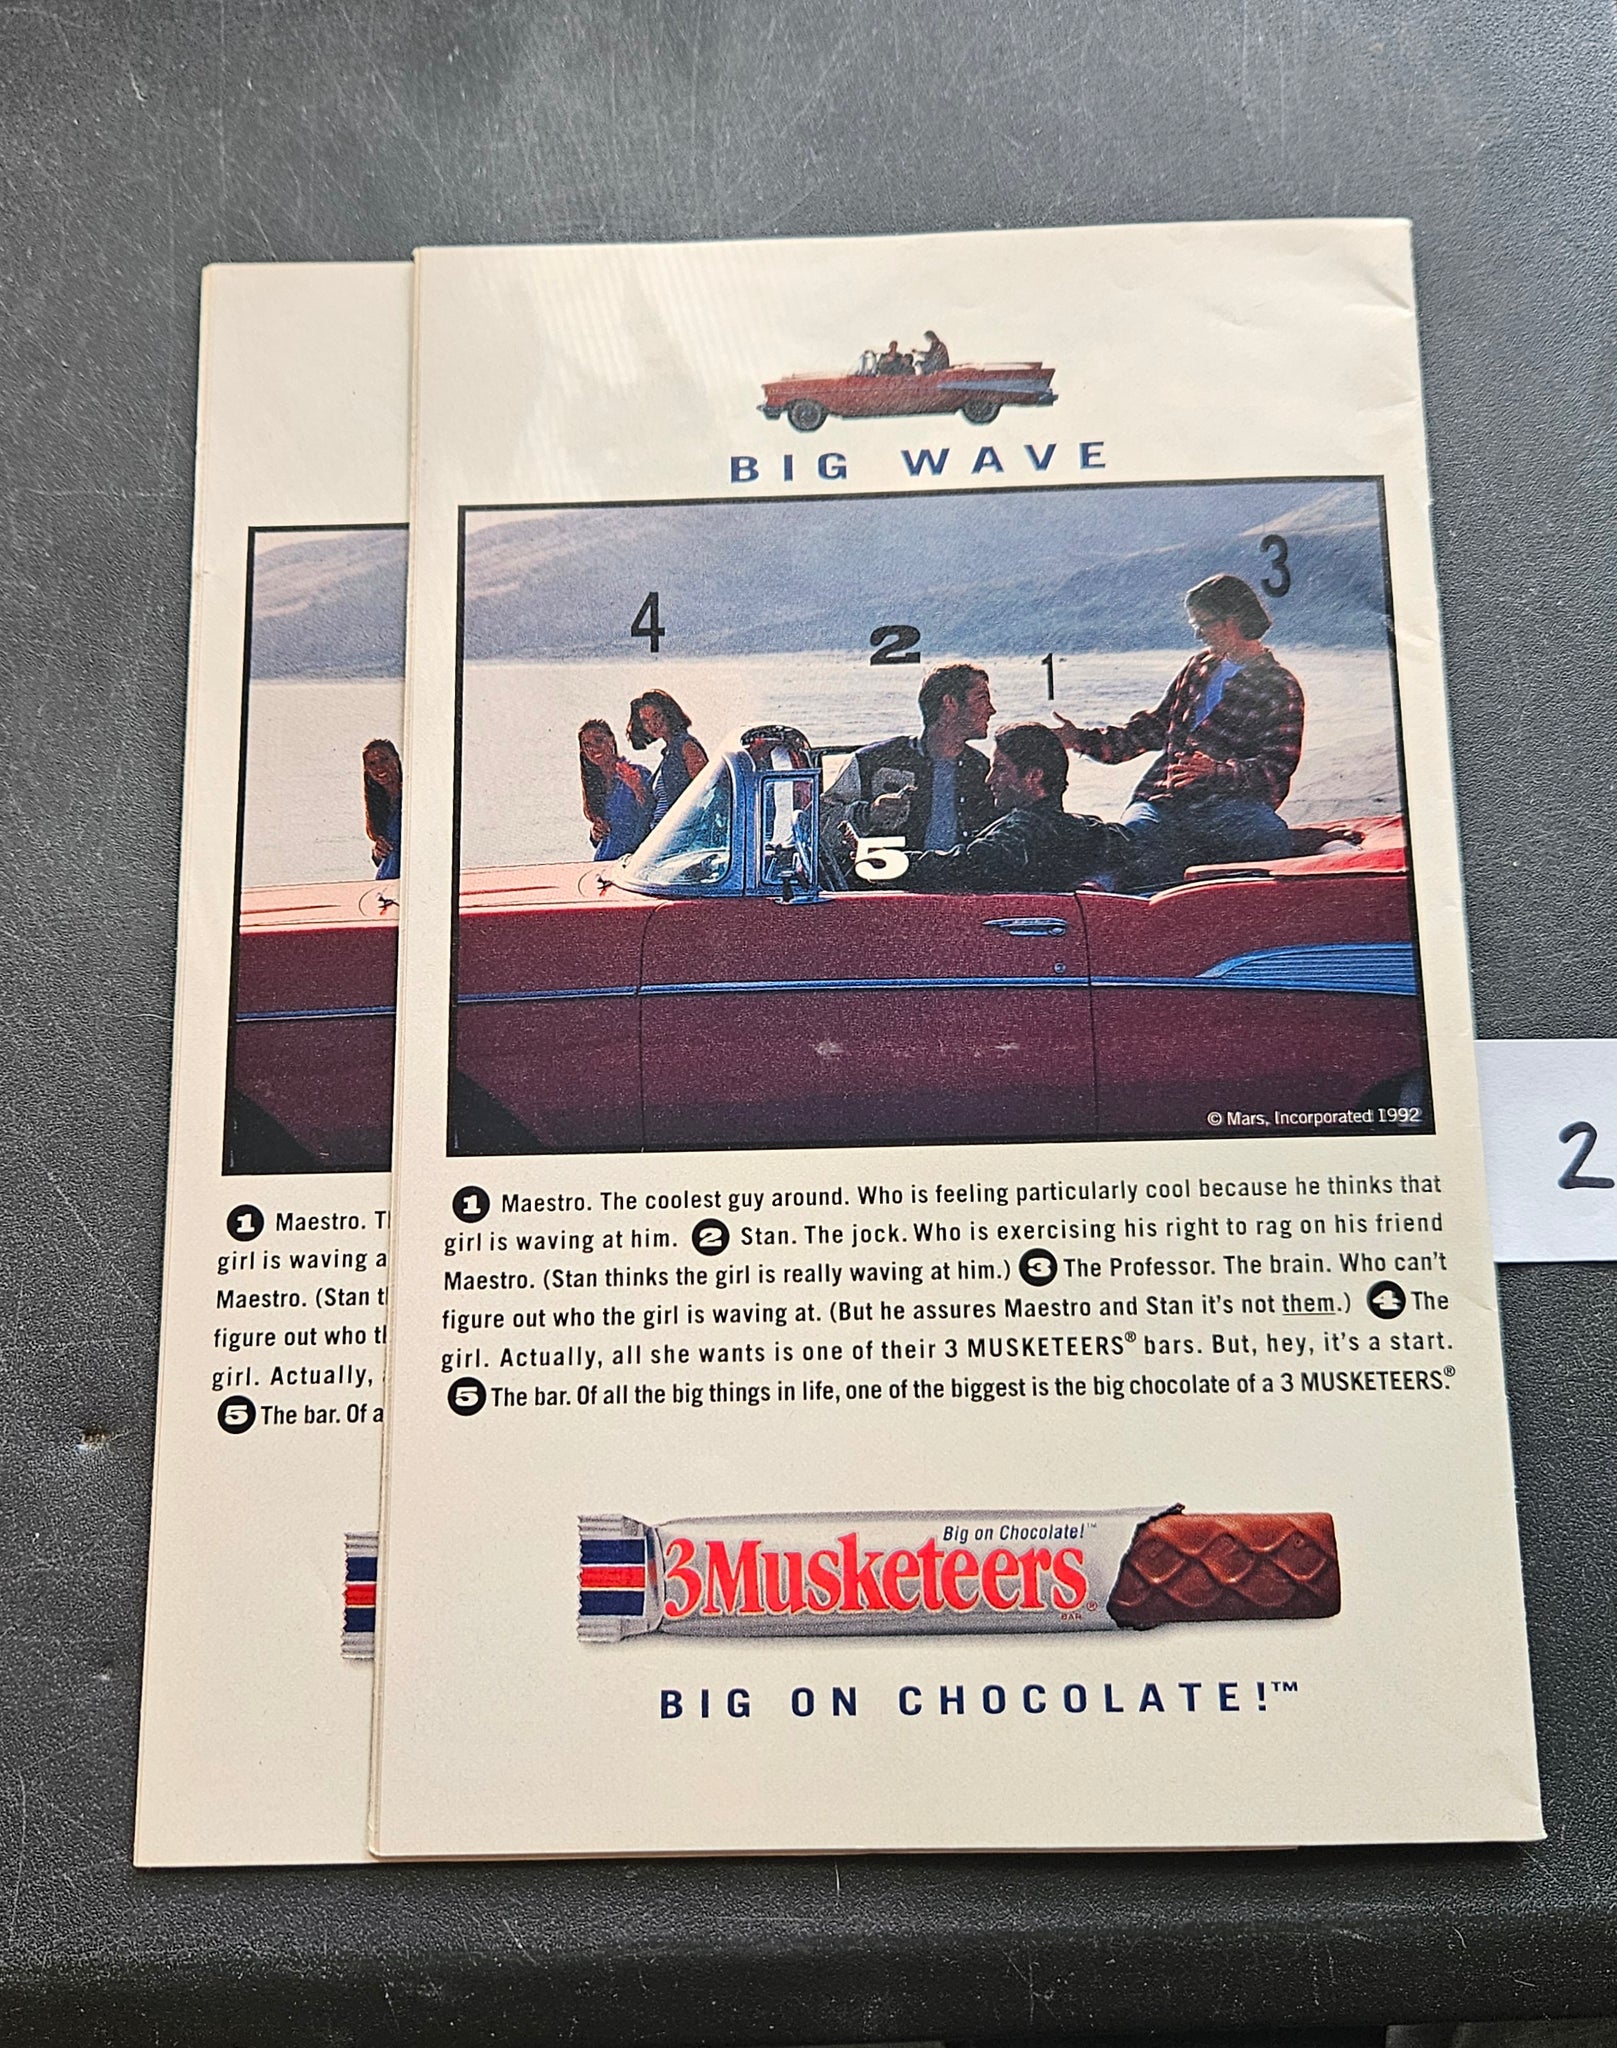 BIG WAVE
4
2
1
3
5
© Mars, Incorporated 1992
1 Maestro. The coolest guy around. Who is feeling particularly cool because he thinks that
girl is waving at him. 2 Stan. The jock. Who is exercising his right to rag on his friend
Maestro. (Stan thinks the girl is really waving at him.) 3 The Professor. The brain. Who can't
figure out who the girl is waving at. (But he assures Maestro and Stan it's not them.) 4 The
girl. Actually, all she wants is one of their 3 MUSKETEERS® bars. But, hey, it's a start.
5 The bar. Of all the big things in life, one of the biggest is the big chocolate of a 3 MUSKETEERS.®
Big on Chocolate!™
3Musketeers®
BAR
BIG ON CHOCOLATE!™
1 Maestro.
girl is waving
Maestro. (Stan
figure out who
girl. Actually,
5 The bar. Of
2